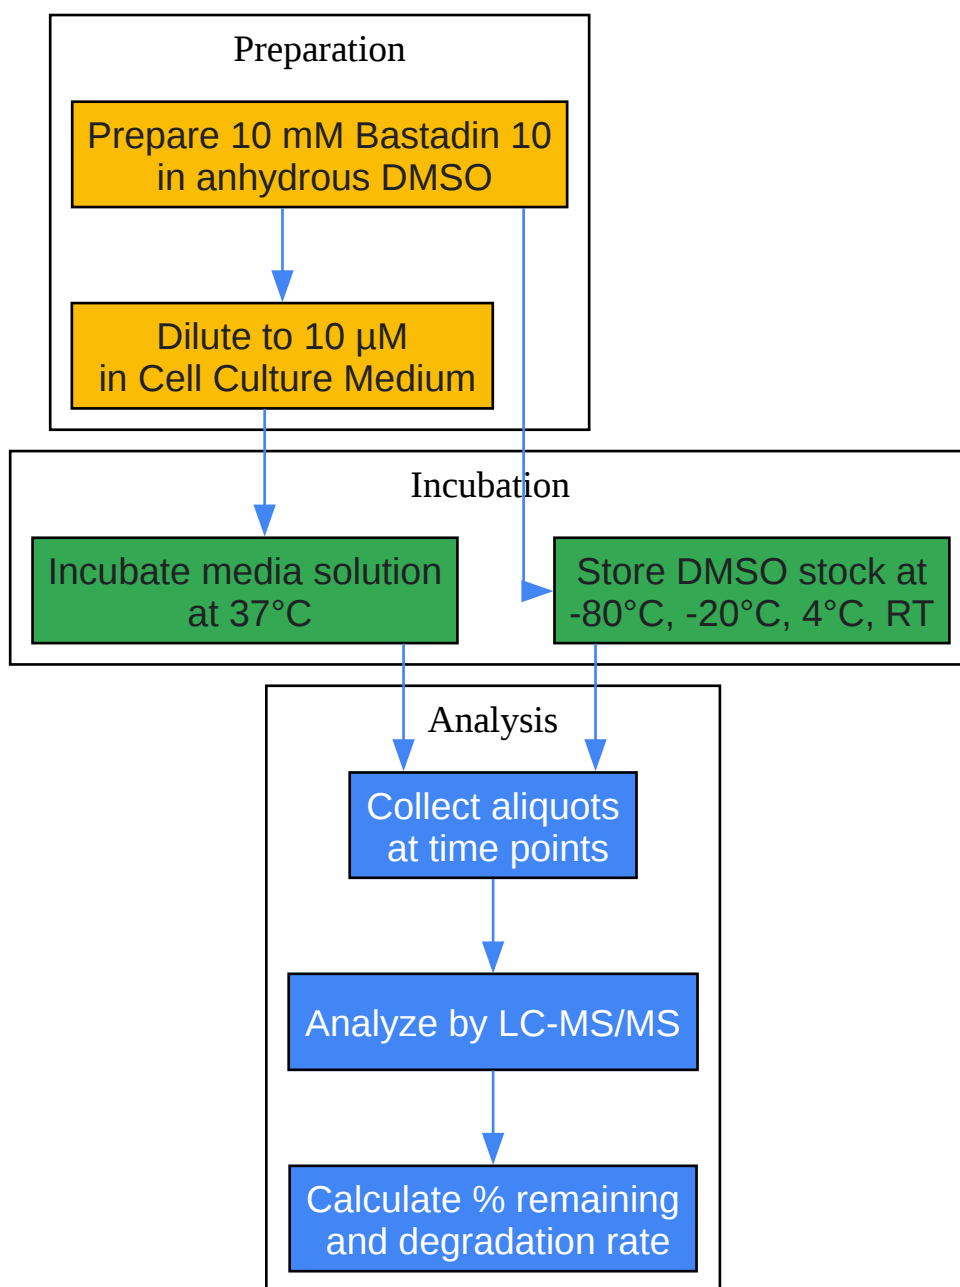 Preparation
Prepare 10 mM Bastadin 10
in anhydrous DMSO
Dilute to 10 µM
in Cell Culture Medium
Incubation
Incubate media solution
at 37°C
Store DMSO stock at
-80°C, -20°C, 4°C, RT
Analysis
Collect aliquots
at time points
Analyze by LC-MS/MS
Calculate % remaining
and degradation rate